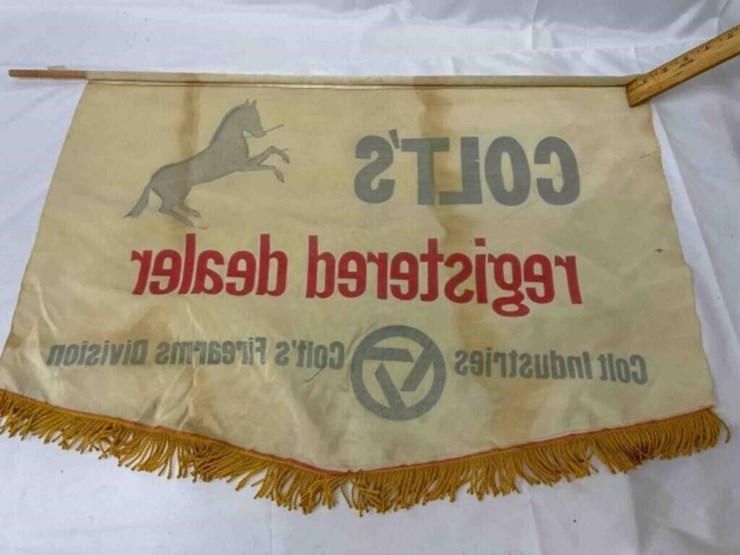 COLT'S
registered dealer
Colt Industries Colt's Firearms Division